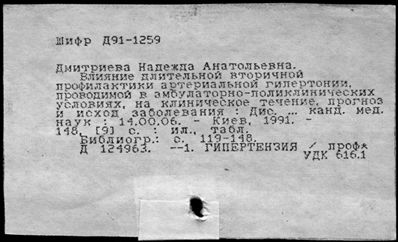 Шифр Д91-1259
Дмитриева Надежда Анатольевна.
Влияние длительной вторичной
профилактики артериальной гипертонии,
проводимой в амбулаторно-поликлинических
условиях, на клиническое течение, прогноз
и исход заболевания : Дис. ... канд. мед.
наук : 14.00.06. - Киев, 1991.
148, [9] с. : ил., табл.
Библиогр.: с. 119-148.
Д 124963. --1. ГИПЕРТЕНЗИЯ / проф*
УДК 616.1